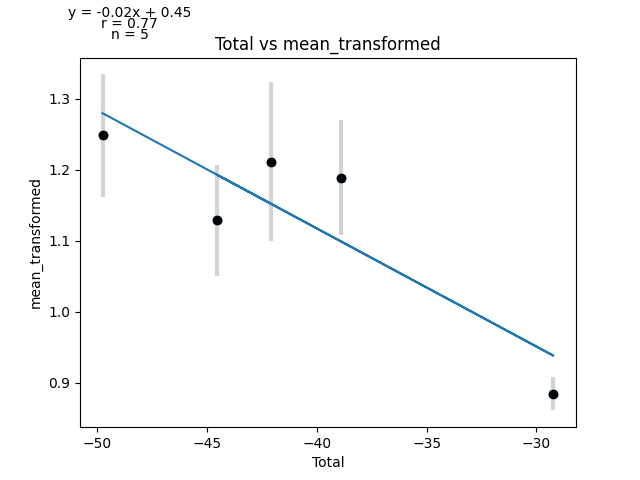 y = -0.02x + 0.45
r = 0.77
n = 5
Total vs mean_transformed
mean_transformed
1.3
1.2
1.1
1.0
0.9
−50
−45
−40
−35
−30
Total